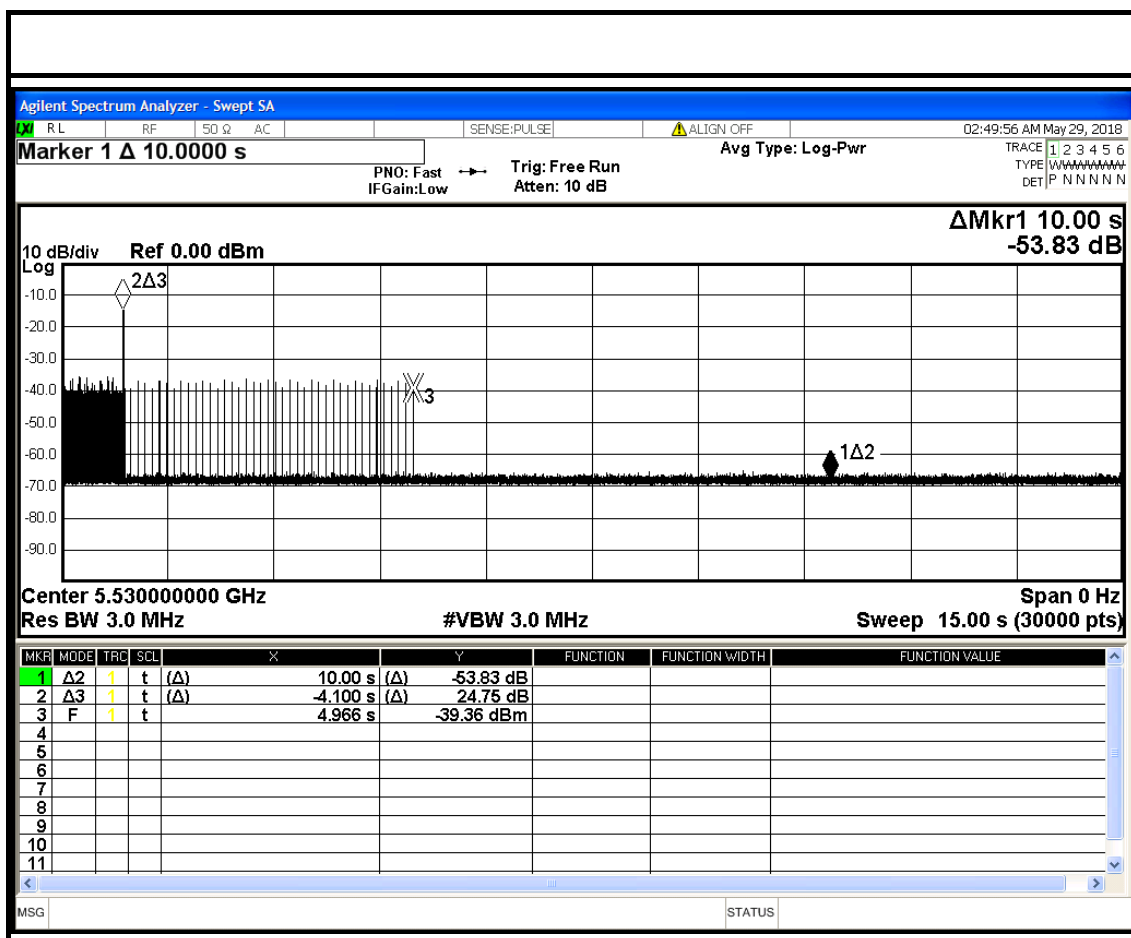 Agilent Spectrum Analyzer - Swept SA
LXI RL RF 50 Ω AC SENSE:PULSE ALIGN OFF 02:49:56 AM May 29, 2018
Marker 1 Δ 10.0000 s
PNO: Fast
IFGain:Low
Trig: Free Run
Atten: 10 dB
Avg Type: Log-Pwr
TRACE 1 2 3 4 5 6
TYPE
DET P N N N N N
ΔMkr1 10.00 s
-53.83 dB
10 dB/div Ref 0.00 dBm
Log
2Δ3
-10.0
-20.0
-30.0
-40.0
3
-50.0
-60.0
1Δ2
-70.0
-80.0
-90.0
Center 5.530000000 GHz Span 0 Hz
Res BW 3.0 MHz #VBW 3.0 MHz Sweep 15.00 s (30000 pts)
MKR MODE TRC SCL X Y FUNCTION FUNCTION WIDTH FUNCTION VALUE
1 Δ2 1 t (Δ) 10.00 s (Δ) -53.83 dB
2 Δ3 1 t (Δ) -4.100 s (Δ) 24.75 dB
3 F 1 t 4.966 s -39.36 dBm
4
5
6
7
8
9
10
11
MSG STATUS